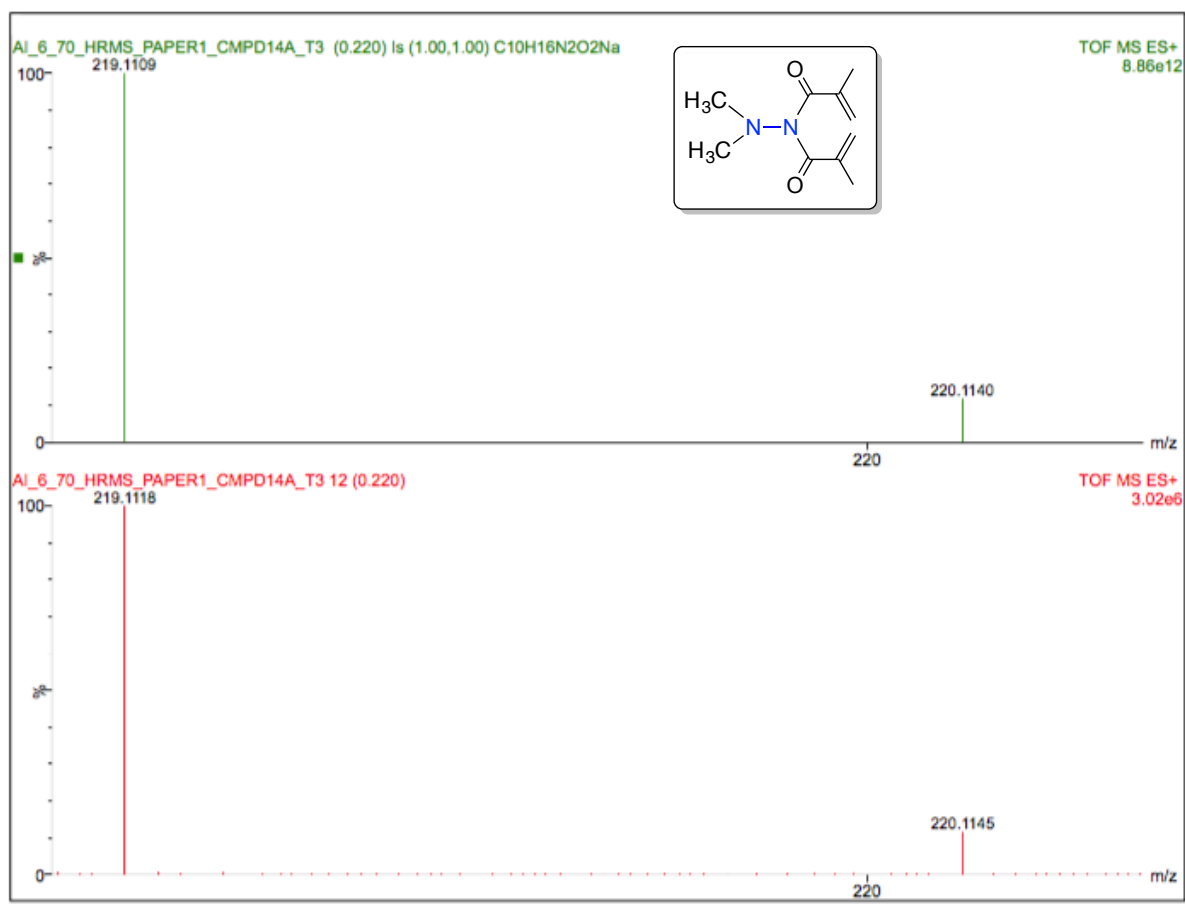 AI_6_70_HRMS_PAPER1_CMPD14A_T3 (0.220) Is (1.00,1.00) C10H16N2O2Na
TOF MS ES+
8.86e12
219.1109
100
%
0
220.1140
220
m/z
O
H₃C
N N
H₃C
O
AI_6_70_HRMS_PAPER1_CMPD14A_T3 12 (0.220)
TOF MS ES+
3.02e6
219.1118
100
%
0
220.1145
220
m/z